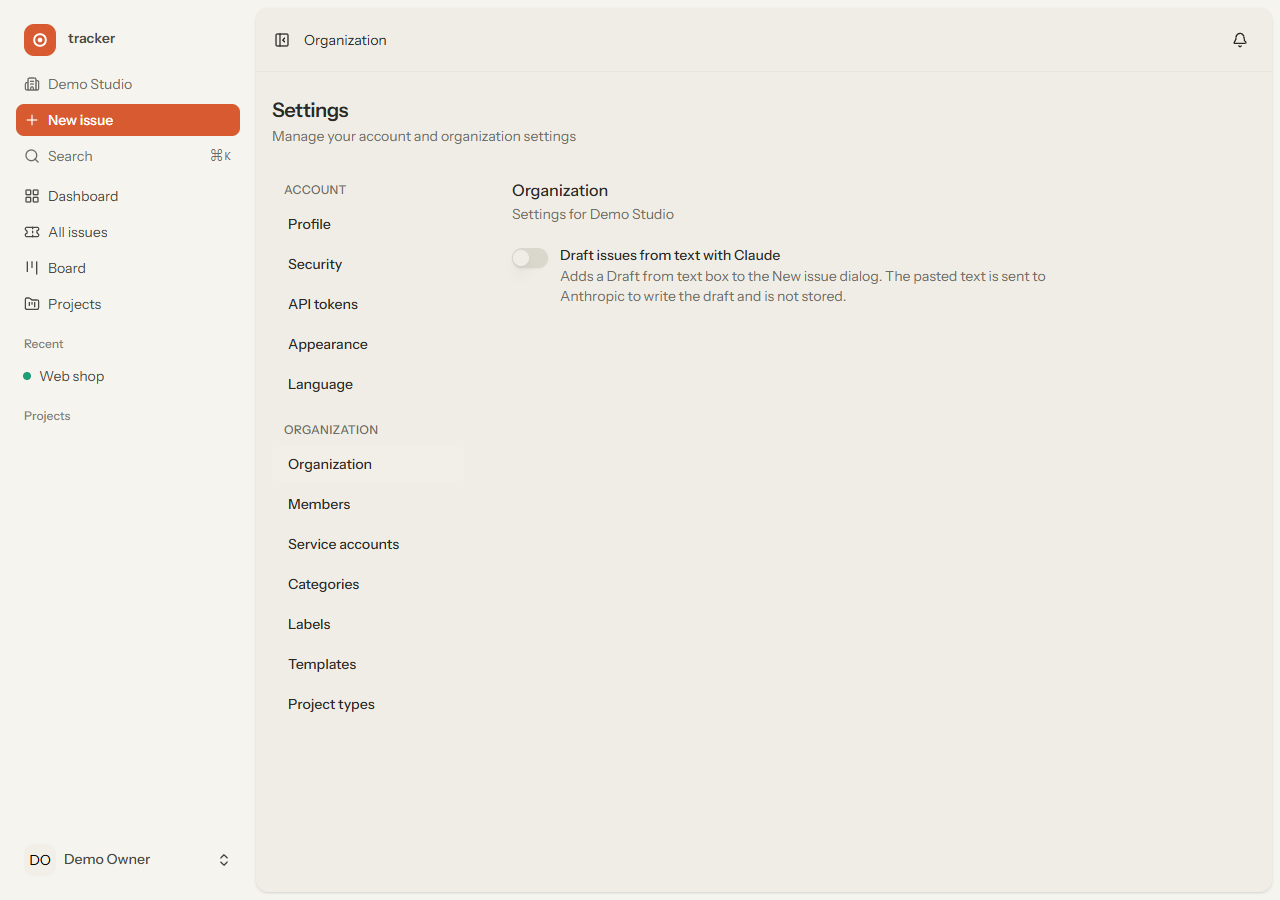 tracker
Demo Studio
New issue
Search ⌘K
Dashboard
All issues
Board
Projects
Recent
Web shop
Projects
DO Demo Owner
Organization
Settings
Manage your account and organization settings
ACCOUNT
Profile
Security
API tokens
Appearance
Language
ORGANIZATION
Organization
Members
Service accounts
Categories
Labels
Templates
Project types
Organization
Settings for Demo Studio
Draft issues from text with Claude
Adds a Draft from text box to the New issue dialog. The pasted text is sent to
Anthropic to write the draft and is not stored.